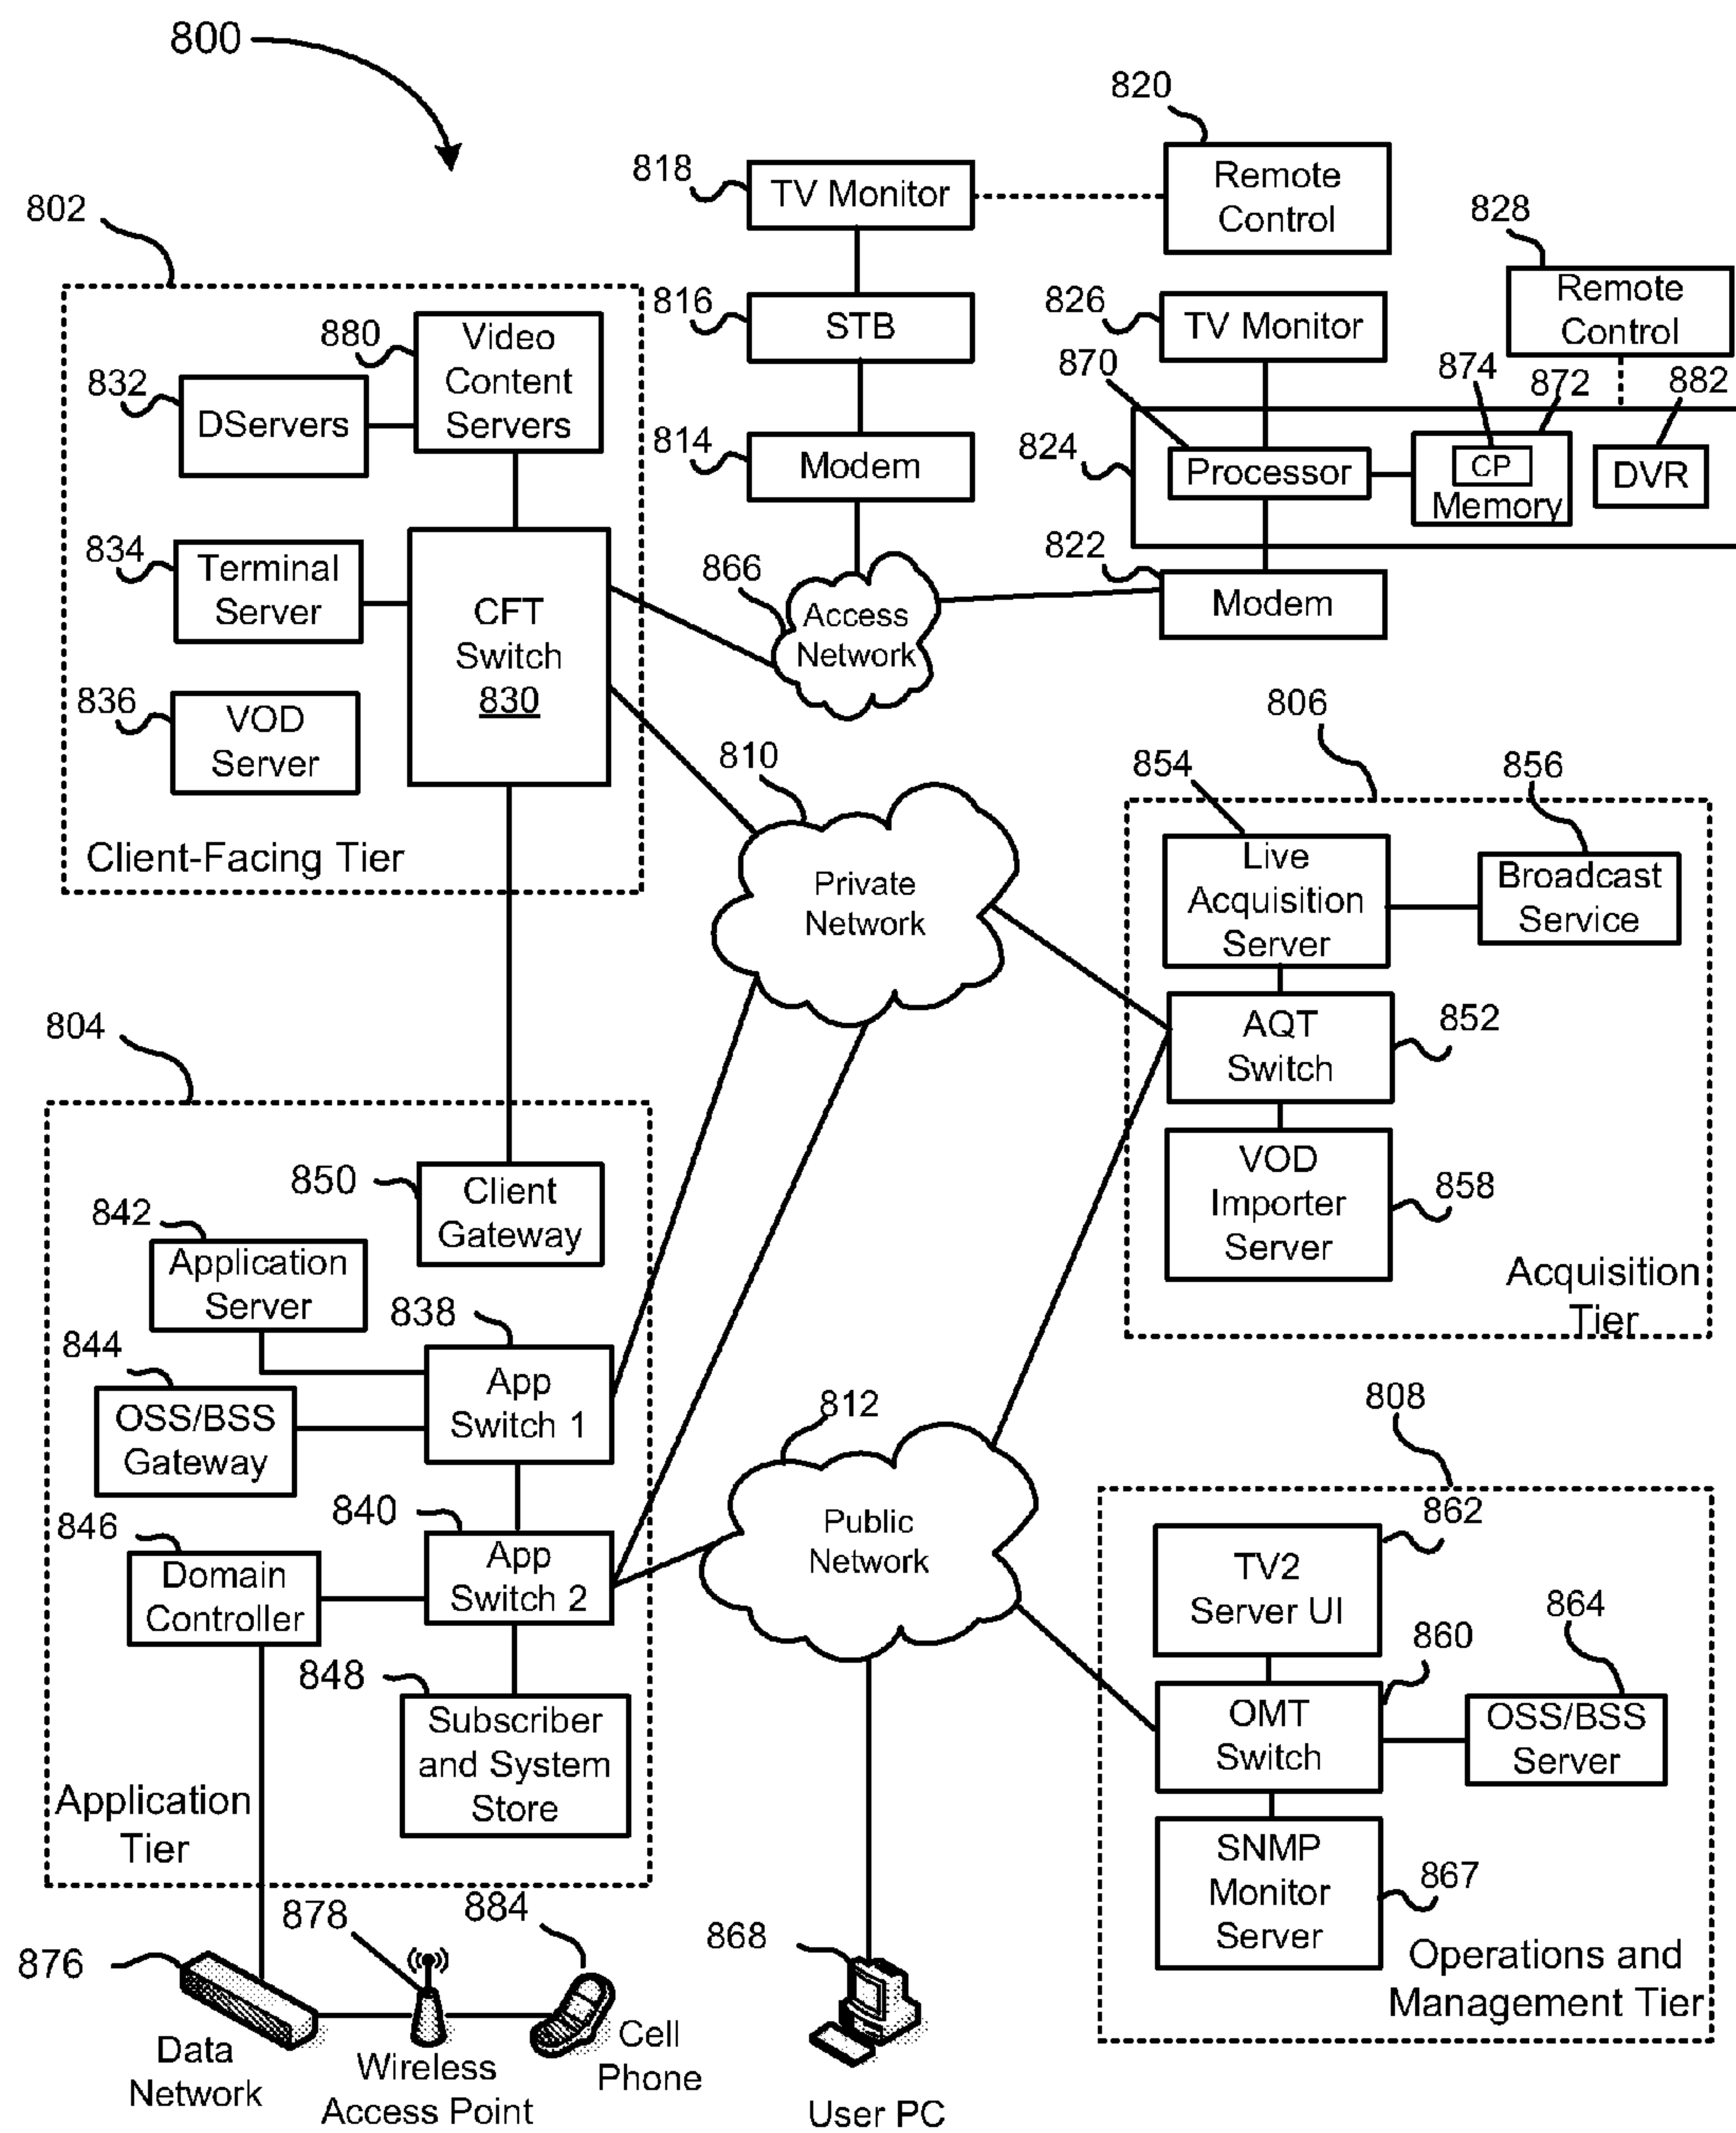 800
820
818
TV Monitor
Remote
Control
828
Remote
Control
802
816
STB
826
TV Monitor
880
Video
Content
Servers
832
DServers
870
874
872
882
814
Modem
824
Processor
CP
Memory
DVR
834
Terminal
Server
CFT
Switch
830
866
Access
Network
822
Modem
836
VOD
Server
Client-Facing Tier
810
Private
Network
806
854
856
Live
Acquisition
Server
Broadcast
Service
AQT
Switch
852
VOD
Importer
Server
858
Acquisition
Tier
804
850
Client
Gateway
842
Application
Server
838
844
App
Switch 1
OSS/BSS
Gateway
840
846
App
Switch 2
Domain
Controller
848
Subscriber
and System
Store
Application
Tier
812
Public
Network
808
862
TV2
Server UI
864
860
OMT
Switch
OSS/BSS
Server
SNMP
Monitor
Server
867
Operations and
Management Tier
876
878
884
868
Data
Network
Wireless
Access Point
Cell
Phone
User PC